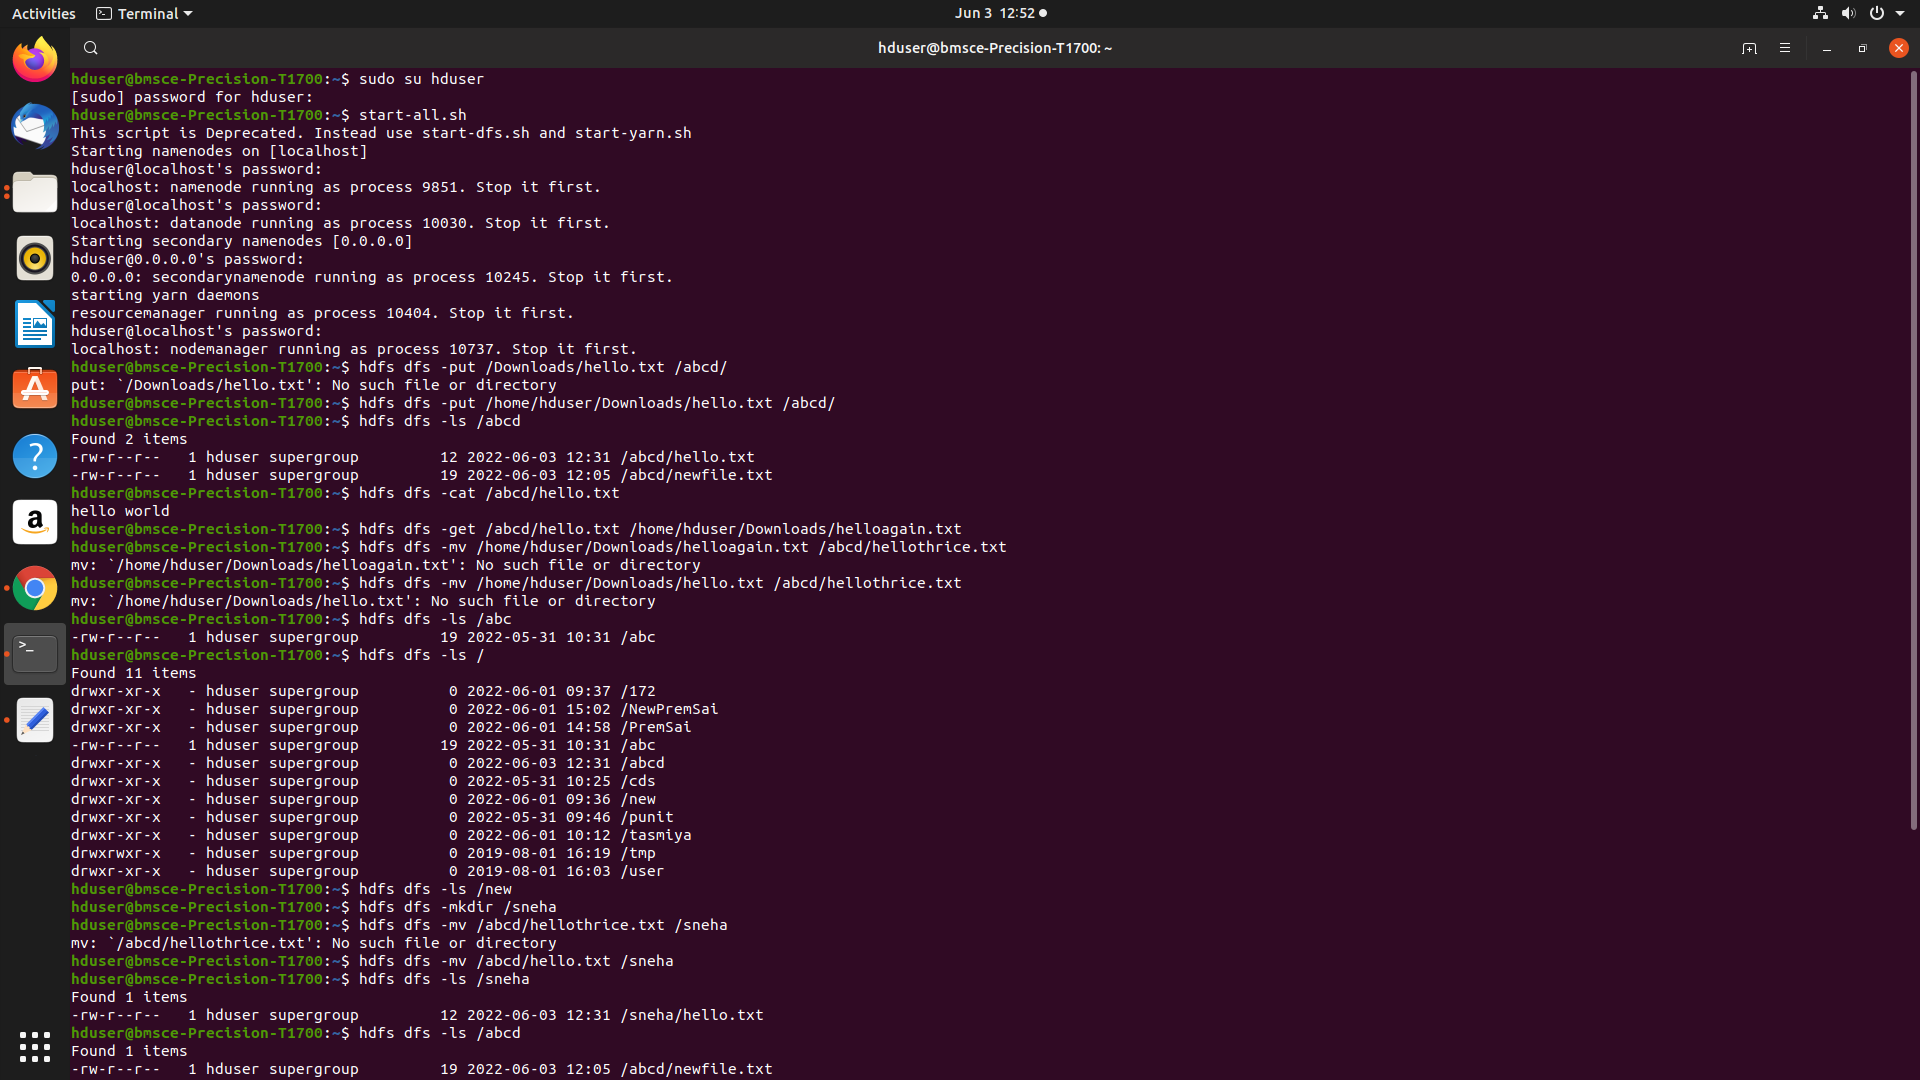 Activities Terminal Jun 3 12:52
hduser@bmsce-Precision-T1700: ~
hduser@bmsce-Precision-T1700:~$ sudo su hduser
[sudo] password for hduser:
hduser@bmsce-Precision-T1700:~$ start-all.sh
This script is Deprecated. Instead use start-dfs.sh and start-yarn.sh
Starting namenodes on [localhost]
hduser@localhost's password:
localhost: namenode running as process 9851. Stop it first.
hduser@localhost's password:
localhost: datanode running as process 10030. Stop it first.
Starting secondary namenodes [0.0.0.0]
hduser@0.0.0.0's password:
0.0.0.0: secondarynamenode running as process 10245. Stop it first.
starting yarn daemons
resourcemanager running as process 10404. Stop it first.
hduser@localhost's password:
localhost: nodemanager running as process 10737. Stop it first.
hduser@bmsce-Precision-T1700:~$ hdfs dfs -put /Downloads/hello.txt /abcd/
put: `/Downloads/hello.txt': No such file or directory
hduser@bmsce-Precision-T1700:~$ hdfs dfs -put /home/hduser/Downloads/hello.txt /abcd/
hduser@bmsce-Precision-T1700:~$ hdfs dfs -ls /abcd
Found 2 items
-rw-r--r--   1 hduser supergroup         12 2022-06-03 12:31 /abcd/hello.txt
-rw-r--r--   1 hduser supergroup         19 2022-06-03 12:05 /abcd/newfile.txt
hduser@bmsce-Precision-T1700:~$ hdfs dfs -cat /abcd/hello.txt
hello world
hduser@bmsce-Precision-T1700:~$ hdfs dfs -get /abcd/hello.txt /home/hduser/Downloads/helloagain.txt
hduser@bmsce-Precision-T1700:~$ hdfs dfs -mv /home/hduser/Downloads/helloagain.txt /abcd/hellothrice.txt
mv: `/home/hduser/Downloads/helloagain.txt': No such file or directory
hduser@bmsce-Precision-T1700:~$ hdfs dfs -mv /home/hduser/Downloads/hello.txt /abcd/hellothrice.txt
mv: `/home/hduser/Downloads/hello.txt': No such file or directory
hduser@bmsce-Precision-T1700:~$ hdfs dfs -ls /abc
-rw-r--r--   1 hduser supergroup         19 2022-05-31 10:31 /abc
hduser@bmsce-Precision-T1700:~$ hdfs dfs -ls /
Found 11 items
drwxr-xr-x   - hduser supergroup          0 2022-06-01 09:37 /172
drwxr-xr-x   - hduser supergroup          0 2022-06-01 15:02 /NewPremSai
drwxr-xr-x   - hduser supergroup          0 2022-06-01 14:58 /PremSai
-rw-r--r--   1 hduser supergroup         19 2022-05-31 10:31 /abc
drwxr-xr-x   - hduser supergroup          0 2022-06-03 12:31 /abcd
drwxr-xr-x   - hduser supergroup          0 2022-05-31 10:25 /cds
drwxr-xr-x   - hduser supergroup          0 2022-06-01 09:36 /new
drwxr-xr-x   - hduser supergroup          0 2022-05-31 09:46 /punit
drwxr-xr-x   - hduser supergroup          0 2022-06-01 10:12 /tasmiya
drwxrwxr-x   - hduser supergroup          0 2019-08-01 16:19 /tmp
drwxr-xr-x   - hduser supergroup          0 2019-08-01 16:03 /user
hduser@bmsce-Precision-T1700:~$ hdfs dfs -ls /new
hduser@bmsce-Precision-T1700:~$ hdfs dfs -mkdir /sneha
hduser@bmsce-Precision-T1700:~$ hdfs dfs -mv /abcd/hellothrice.txt /sneha
mv: `/abcd/hellothrice.txt': No such file or directory
hduser@bmsce-Precision-T1700:~$ hdfs dfs -mv /abcd/hello.txt /sneha
hduser@bmsce-Precision-T1700:~$ hdfs dfs -ls /sneha
Found 1 items
-rw-r--r--   1 hduser supergroup         12 2022-06-03 12:31 /sneha/hello.txt
hduser@bmsce-Precision-T1700:~$ hdfs dfs -ls /abcd
Found 1 items
-rw-r--r--   1 hduser supergroup         19 2022-06-03 12:05 /abcd/newfile.txt